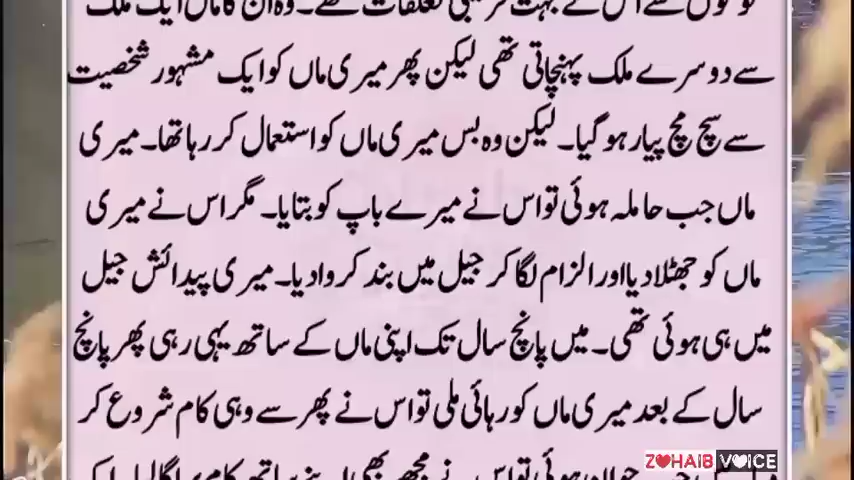 سے دوسرے ملک پہنچاتی تھی لیکن پھر میری ماں کو ایک مشہور شخصیت
سے سچ مچ پیار ہو گیا۔ لیکن وہ بس میری ماں کو استعمال کر رہا تھا۔ میری
ماں جب حاملہ ہوئی تو اس نے میرے باپ کو بتایا۔ مگر اس نے میری
ماں کو جھٹلا دیا اور الزام لگا کر جیل میں بند کروا دیا۔ میری پیدائش جیل
میں ہی ہوئی تھی۔ میں پانچ سال تک اپنی ماں کے ساتھ یہی رہی پھر پانچ
سال کے بعد میری ماں کو رہائی ملی تو اس نے پھر سے وہی کام شروع کر
ZOHAIB VOICE